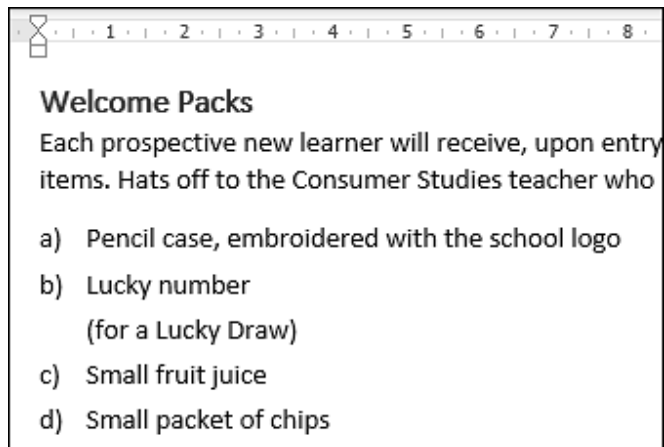 1 2 3 4 5 6 7 8
Welcome Packs
Each prospective new learner will receive, upon entry
items. Hats off to the Consumer Studies teacher who
a) Pencil case, embroidered with the school logo
b) Lucky number
(for a Lucky Draw)
c) Small fruit juice
d) Small packet of chips